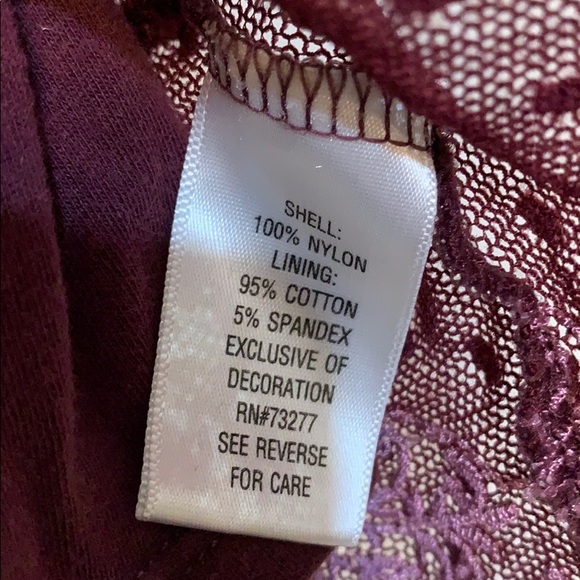 SHELL:
100% NYLON
LINING:
95% COTTON
5% SPANDEX
EXCLUSIVE OF
DECORATION
RN#73277
SEE REVERSE
FOR CARE